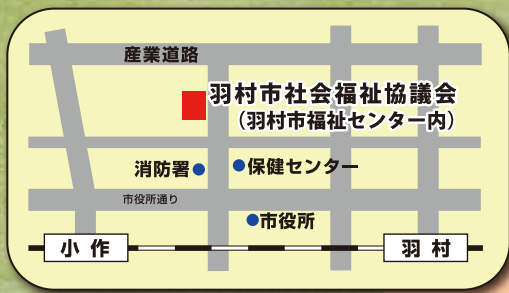 産業道路
羽村市社会福祉協議会
（羽村市福祉センター内）
消防署
保健センター
市役所通り
市役所
小作
羽村